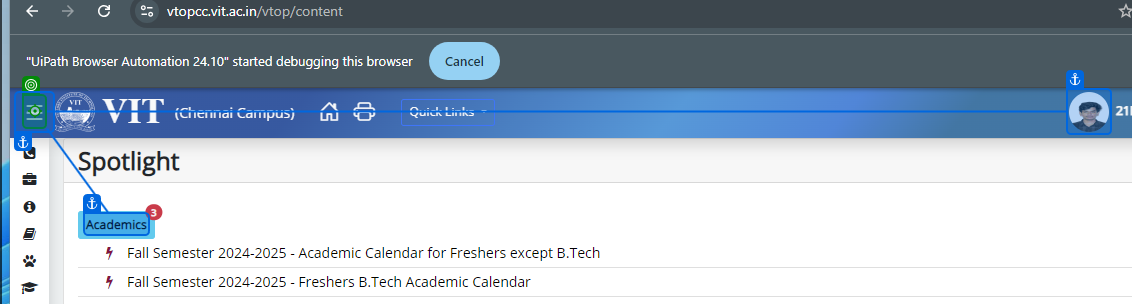 vtopcc.vit.ac.in/vtop/content
"UiPath Browser Automation 24.10" started debugging this browser Cancel
VIT VIT (Chennai Campus) Quick Links
Spotlight
Academics 3
Fall Semester 2024-2025 - Academic Calendar for Freshers except B.Tech
Fall Semester 2024-2025 - Freshers B.Tech Academic Calendar